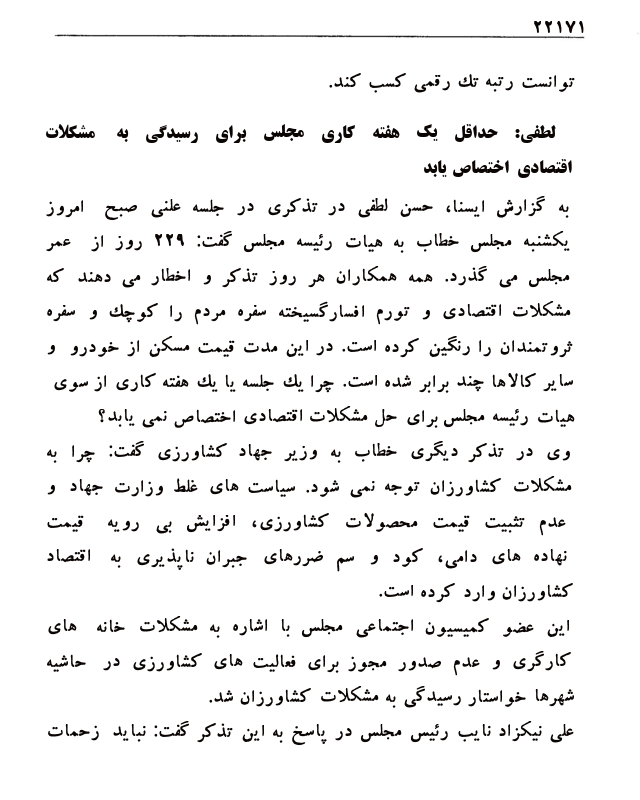 ۲۲۱۷۱
توانست رتبه تك رقمی كسب كند.
لطفی: حداقل یک هفته کاری مجلس برای رسیدگی به مشکلات
اقتصادی اختصاص یابد
به گزارش ایسنا، حسن لطفی در تذکری در جلسه علنی صبح امروز
یکشنبه مجلس خطاب به هیات رئیسه مجلس گفت: ۲۲۹ روز از عمر
مجلس می گذرد. همه همکاران هر روز تذکر و اخطار می دهند که
مشکلات اقتصادی و تورم افسارگسیخته سفره مردم را کوچك و سفره
ثروتمندان را رنگین کرده است. در این مدت قیمت مسکن از خودرو و
سایر کالاها چند برابر شده است. چرا یك جلسه یا یك هفته کاری از سوی
هیات رئیسه مجلس برای حل مشکلات اقتصادی اختصاص نمی یابد؟
وی در تذکر دیگری خطاب به وزیر جهاد کشاورزی گفت: چرا به
مشکلات کشاورزان توجه نمی شود. سیاست های غلط وزارت جهاد و
عدم تثبیت قیمت محصولات کشاورزی، افزایش بی رویه قیمت
نهاده های دامی، کود و سم ضررهای جبران ناپذیری به اقتصاد
کشاورزان وارد کرده است.
این عضو کمیسیون اجتماعی مجلس با اشاره به مشکلات خانه های
کارگری و عدم صدور مجوز برای فعالیت های کشاورزی در حاشیه
شهرها خواستار رسیدگی به مشکلات کشاورزان شد.
علی نیکزاد نایب رئیس مجلس در پاسخ به این تذکر گفت: نباید زحمات